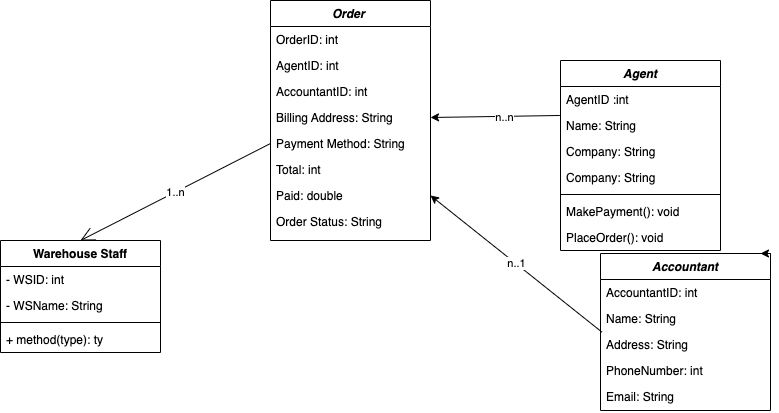 Order
OrderID: int
AgentID: int
AccountantID: int
Billing Address: String
Payment Method: String
Total: int
Paid: double
Order Status: String
Agent
AgentID :int
Name: String
Company: String
Company: String
MakePayment(): void
PlaceOrder(): void
n..n
1..n
n..1
Warehouse Staff
- WSID: int
- WSName: String
+ method(type): ty
Accountant
AccountantID: int
Name: String
Address: String
PhoneNumber: int
Email: String